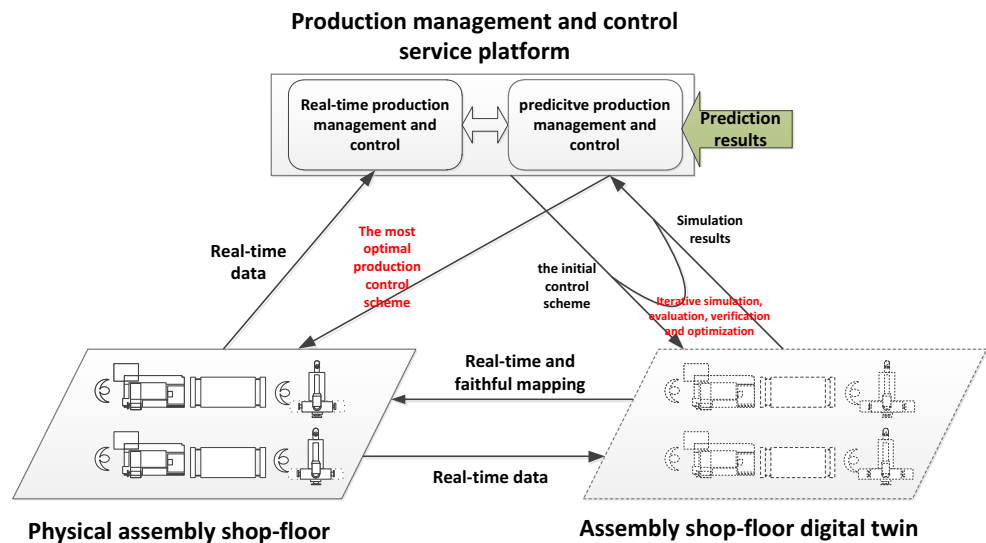 Production management and control
service platform
Real-time production
management and
control
predicitve production
management and
control
Prediction
results
Real-time
data
The most
optimal
production
control
scheme
the initial
control
scheme
Simulation
results
Iterative simulation,
evaluation, verification
and optimization
Real-time and
faithful mapping
Real-time data
Physical assembly shop-floor
Assembly shop-floor digital twin